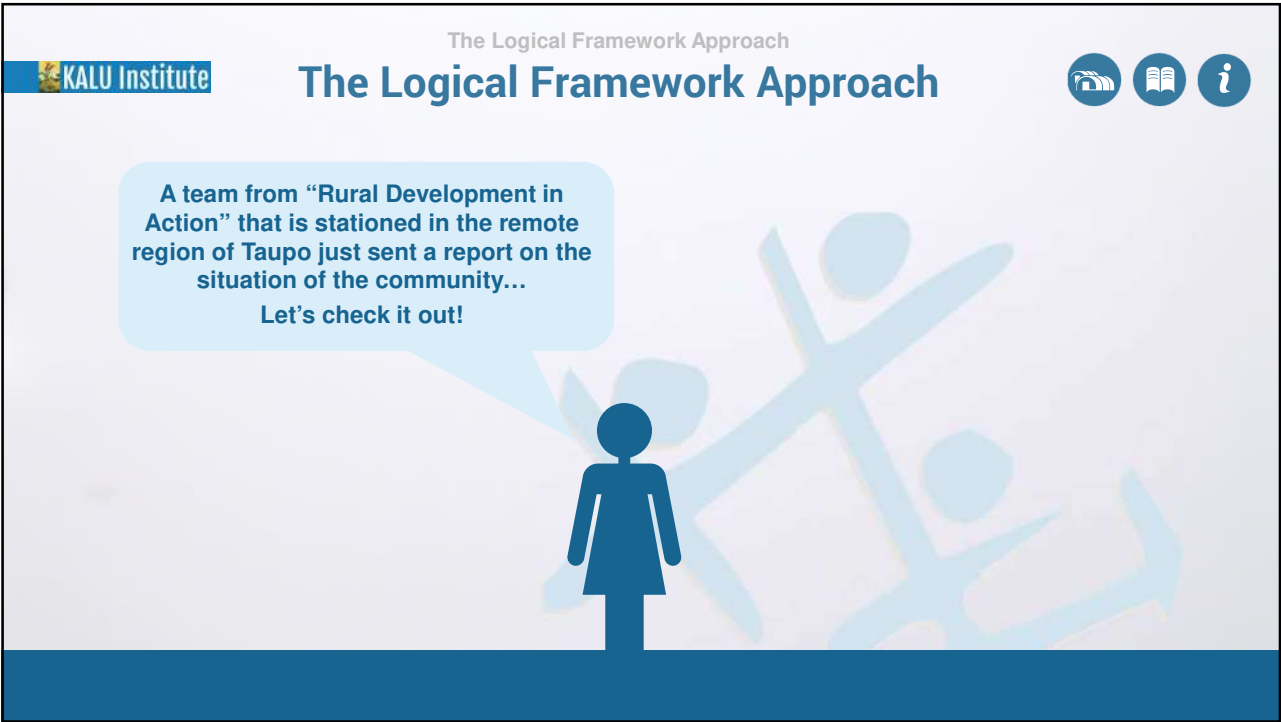 The Logical Framework Approach
KALU Institute
The Logical Framework Approach
i
A team from “Rural Development in
Action” that is stationed in the remote
region of Taupo just sent a report on the
situation of the community…
Let’s check it out!